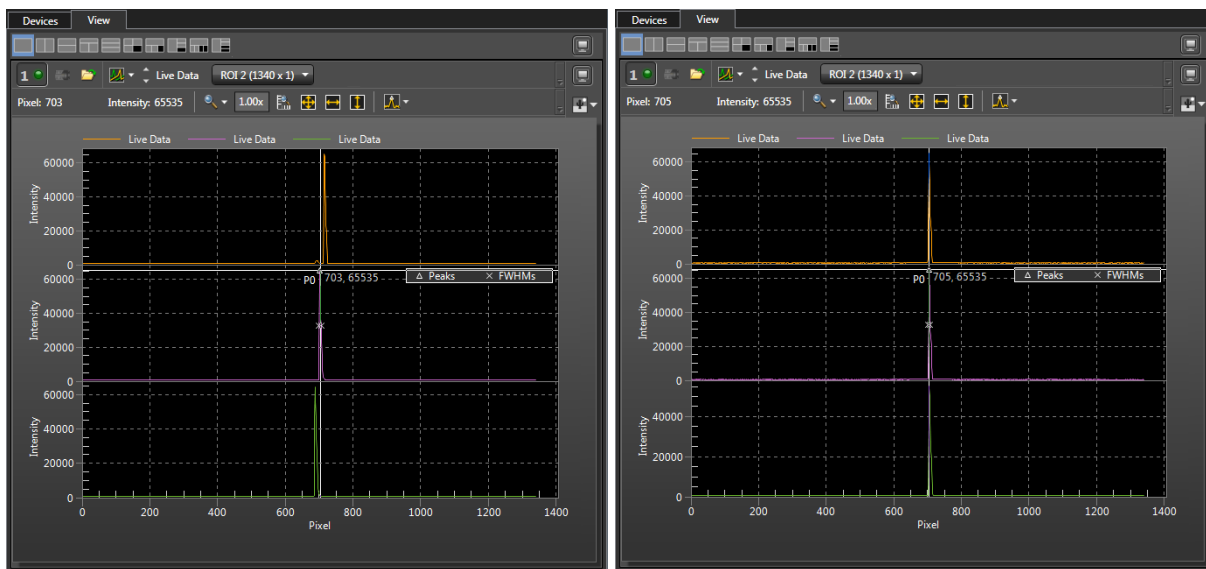 Devices View
1 Live Data ROI 2 (1340 x 1)
Pixel: 703 Intensity: 65535 1.00x
Live Data Live Data Live Data
60000
40000
20000
0
Intensity
P0 703, 65535 Peaks FWHMs
60000
40000
20000
0
Intensity
60000
40000
20000
0
Intensity
0 200 400 600 800 1000 1200 1400
Pixel
Devices View
1 Live Data ROI 2 (1340 x 1)
Pixel: 705 Intensity: 65535 1.00x
Live Data Live Data Live Data
60000
40000
20000
0
Intensity
P0 705, 65535 Peaks FWHMs
60000
40000
20000
0
Intensity
40000
20000
0
Intensity
0 200 400 600 800 1000 1200 1400
Pixel